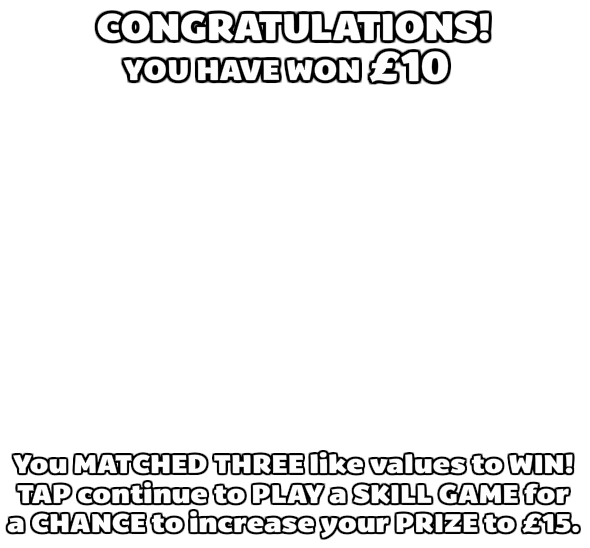 CONGRATULATIONS!
YOU HAVE WON £10
You MATCHED THREE like values to WIN!
TAP continue to PLAY a SKILL GAME for
a CHANCE to increase your PRIZE to £15.